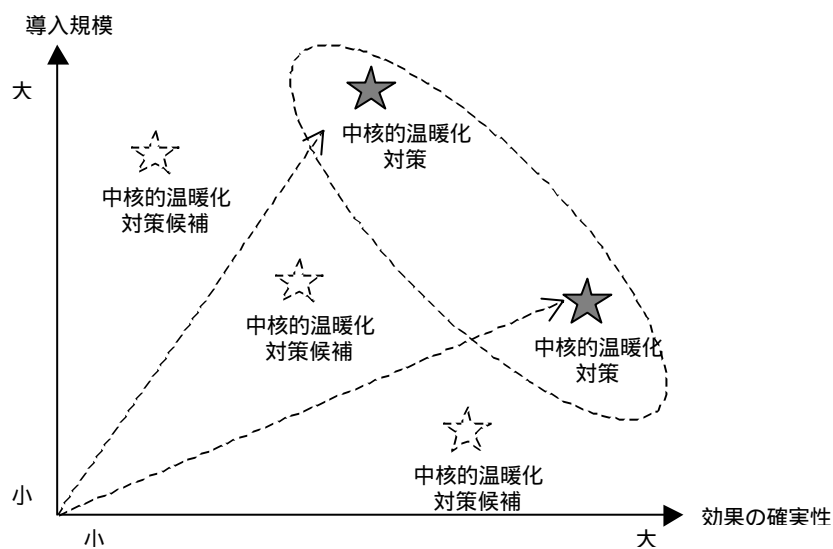 導入規模
大
中核的温暖化
対策
中核的温暖化
対策候補
中核的温暖化
対策候補
中核的温暖化
対策
中核的温暖化
対策候補
小
効果の確実性
小
大